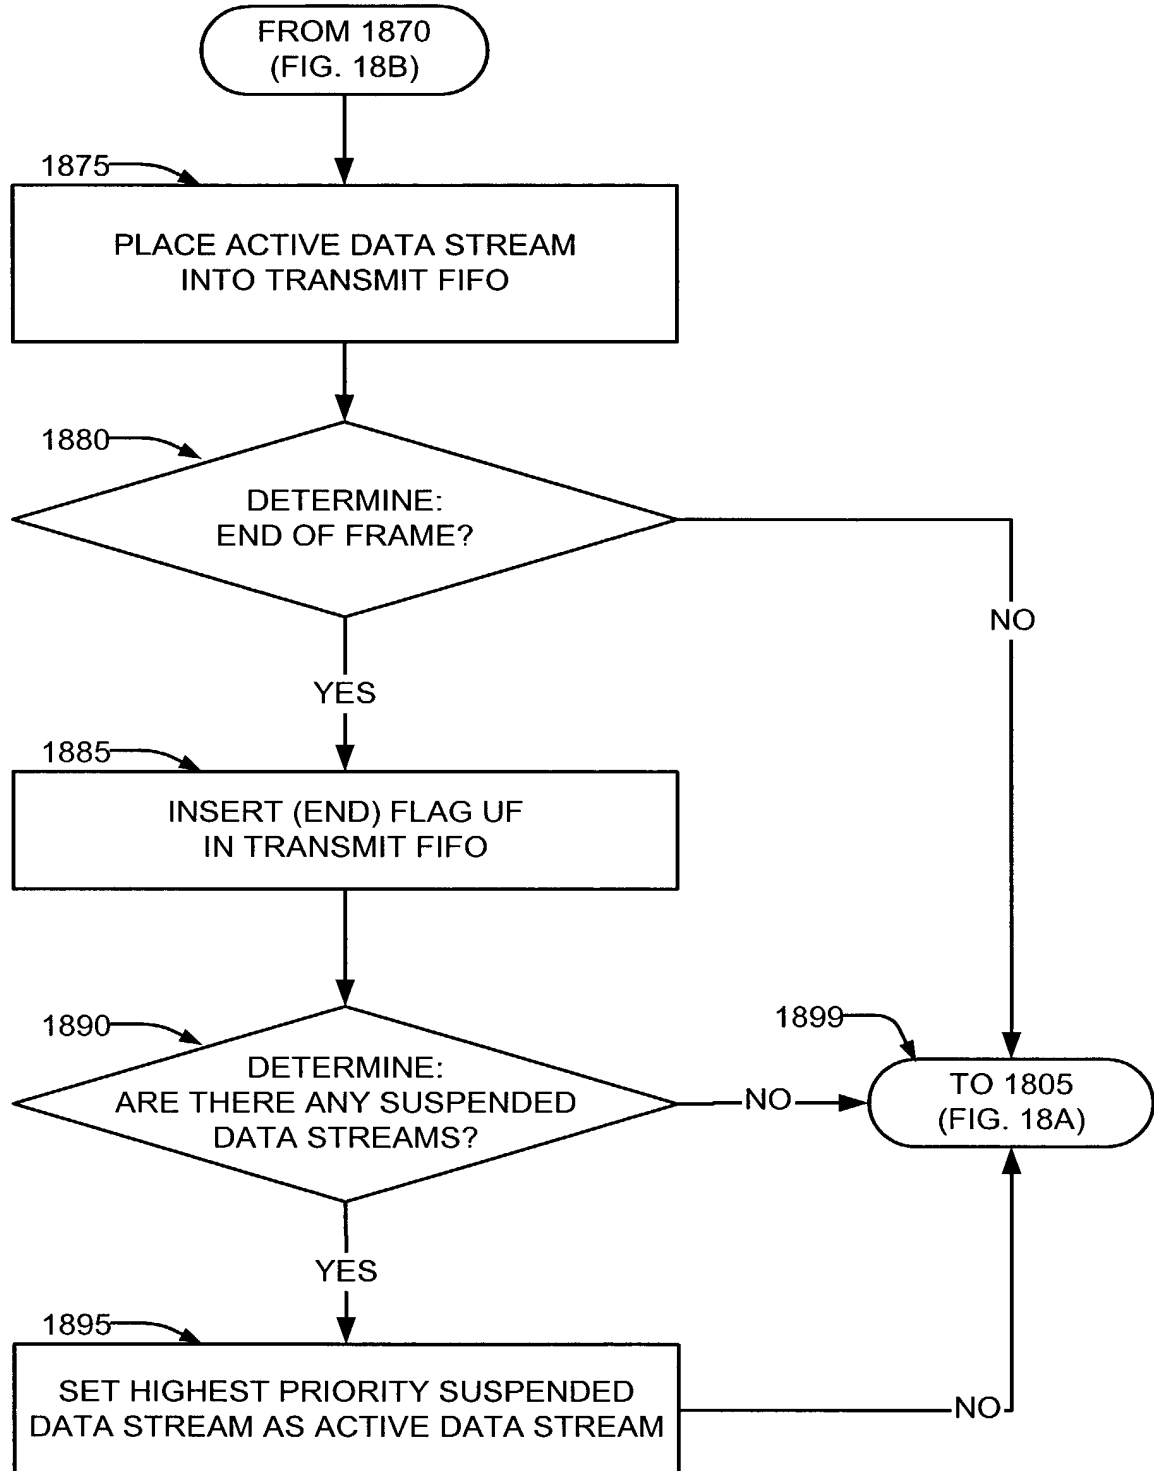 FROM 1870
(FIG. 18B)
1875
PLACE ACTIVE DATA STREAM
INTO TRANSMIT FIFO
1880
DETERMINE:
END OF FRAME?
NO
YES
1885
INSERT (END) FLAG UF
IN TRANSMIT FIFO
1890
DETERMINE:
ARE THERE ANY SUSPENDED
DATA STREAMS?
NO
1899
TO 1805
(FIG. 18A)
YES
1895
SET HIGHEST PRIORITY SUSPENDED
DATA STREAM AS ACTIVE DATA STREAM
NO